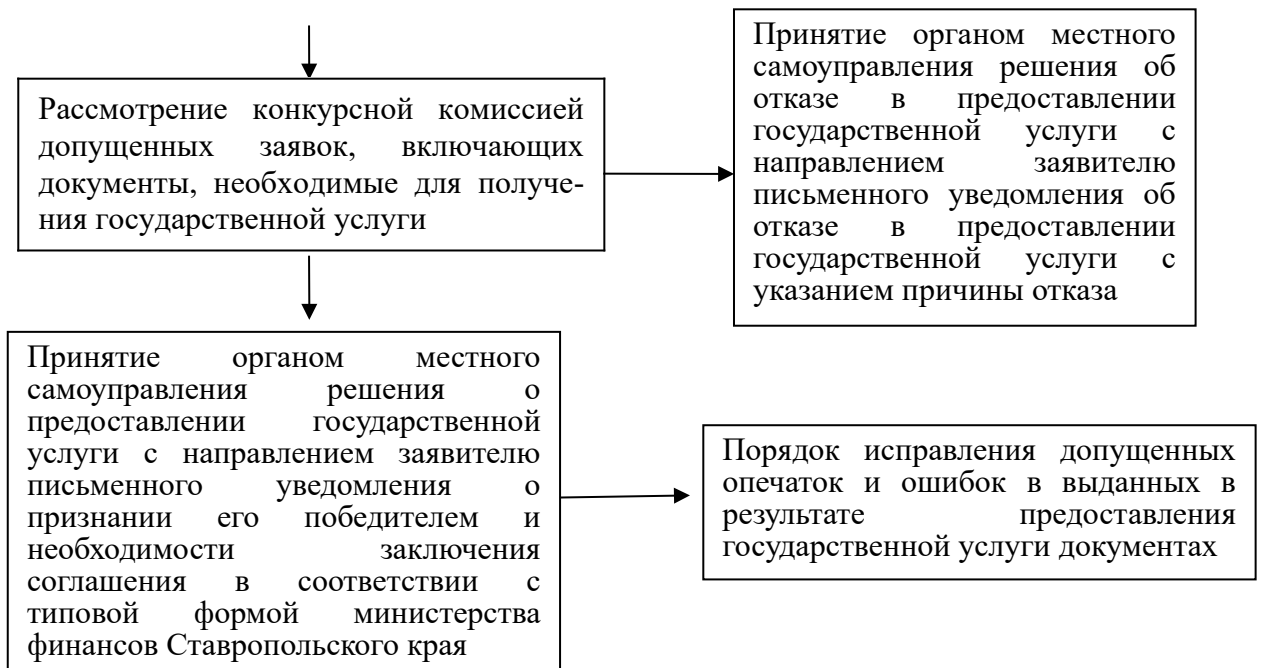 Рассмотрение конкурсной комиссией
допущенных заявок, включающих
документы, необходимые для получе-
ния государственной услуги
Принятие органом местного
самоуправления решения об
отказе в предоставлении
государственной услуги с
направлением заявителю
письменного уведомления об
отказе в предоставлении
государственной услуги с
указанием причины отказа
Принятие органом местного
самоуправления решения о
предоставлении государственной
услуги с направлением заявителю
письменного уведомления о
признании его победителем и
необходимости заключения
соглашения в соответствии с
типовой формой министерства
финансов Ставропольского края
Порядок исправления допущенных
опечаток и ошибок в выданных в
результате предоставления
государственной услуги документах